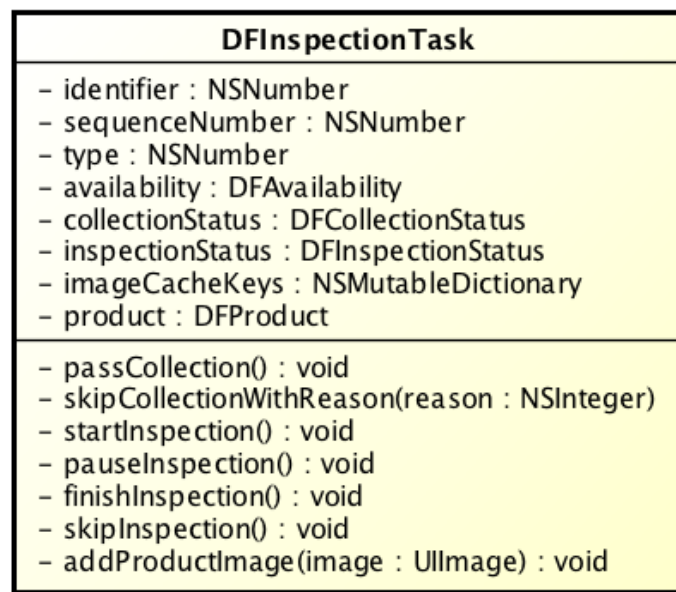 DFInspectionTask
– identifier : NSNumber
– sequenceNumber : NSNumber
– type : NSNumber
– availability : DFAvailability
– collectionStatus : DFCollectionStatus
– inspectionStatus : DFInspectionStatus
– imageCacheKeys : NSMutableDictionary
– product : DFProduct
– passCollection() : void
– skipCollectionWithReason(reason : NSInteger)
– startInspection() : void
– pauseInspection() : void
– finishInspection() : void
– skipInspection() : void
– addProductImage(image : UIImage) : void